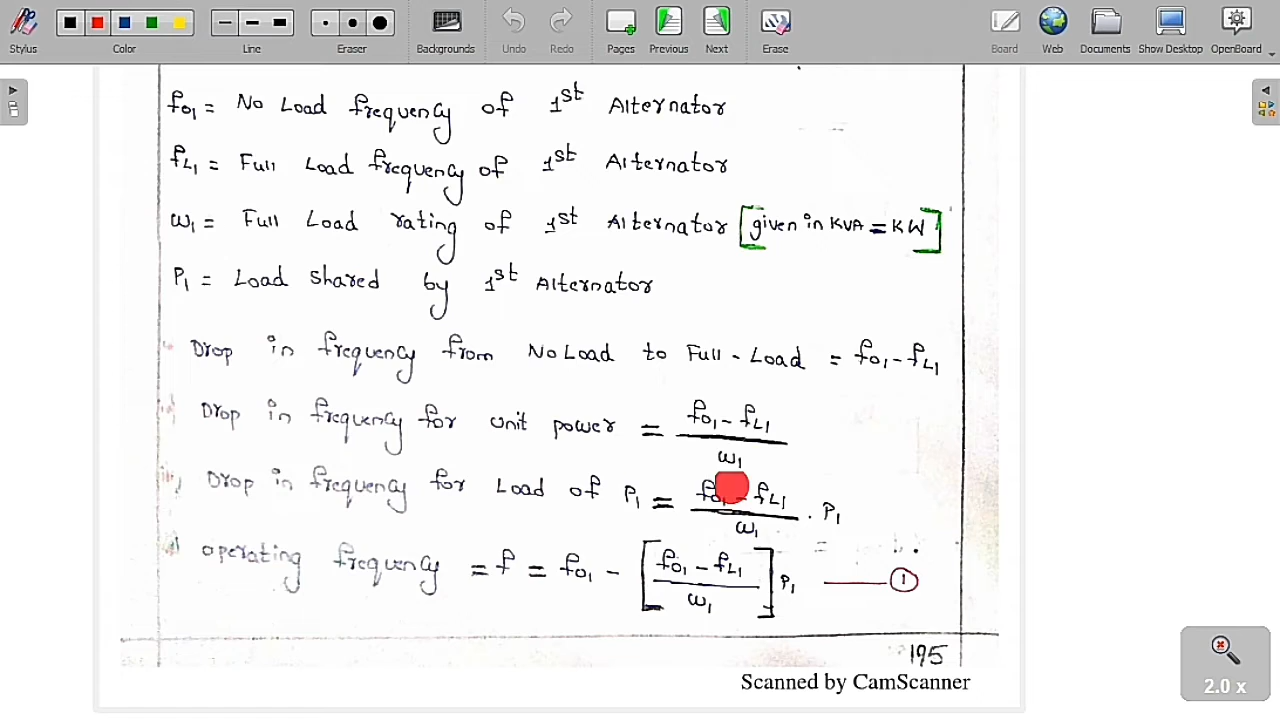 Stylus Color Line Eraser Backgrounds Undo Redo Pages Previous Next Erase Board Web Documents Show Desktop OpenBoard
fo1 = No Load frequency of 1st Alternator
fL1 = Full Load frequency of 1st Alternator
ω1 = Full Load rating of 1st Alternator [given in KVA = KW]
P1 = Load shared by 1st Alternator
Drop in frequency from No Load to Full-Load = fo1 - fL1
Drop in frequency for unit power = fo1 - fL1 / ω1
Drop in frequency for Load of P1 = fo1 - fL1 / ω1 . P1
operating frequency = f = fo1 - [fo1 - fL1 / ω1] P1 — ①
195
Scanned by CamScanner
2.0 x